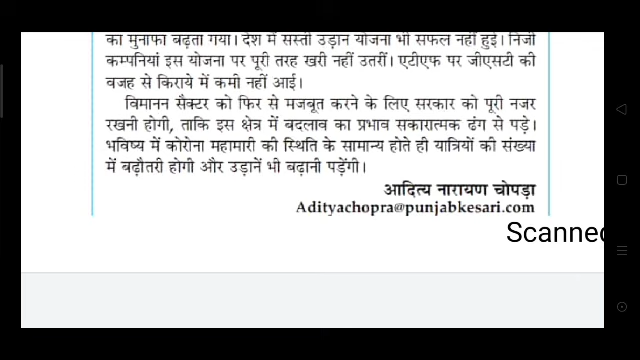 का मुनाफा बढ़ता गया। देश में सस्ती उड़ान योजना भी सफल नहीं हुई। निजी
कम्पनियां इस योजना पर पूरी तरह खरी नहीं उतरीं। एटीएफ पर जीएसटी की
वजह से किराये में कमी नहीं आई।
विमानन सैक्टर को फिर से मजबूत करने के लिए सरकार को पूरी नजर
रखनी होगी, ताकि इस क्षेत्र में बदलाव का प्रभाव सकारात्मक ढंग से पड़े।
भविष्य में कोरोना महामारी की स्थिति के सामान्य होते ही यात्रियों की संख्या
में बढ़ौतरी होगी और उड़ानें भी बढ़ानी पड़ेंगी।
आदित्य नारायण चोपड़ा
Adityachopra@punjabkesari.com
Scanned